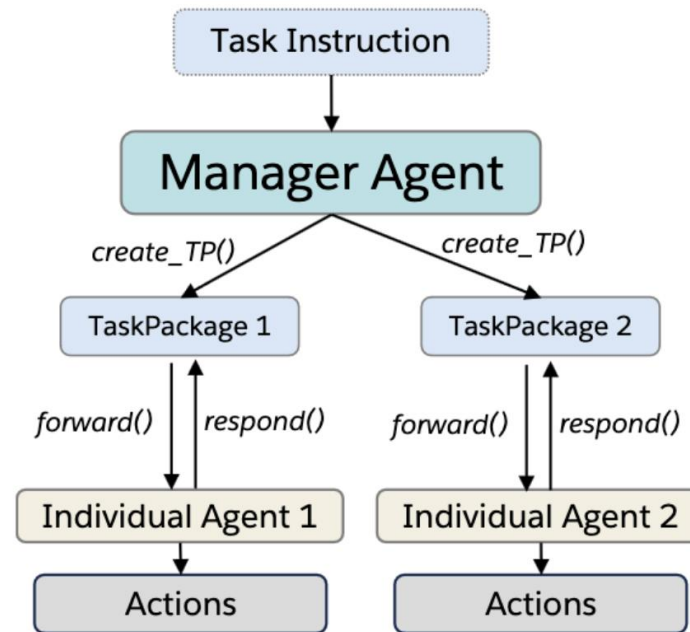 Task Instruction
Manager Agent
create_TP()
create_TP()
TaskPackage 1
TaskPackage 2
forward()
respond()
forward()
respond()
Individual Agent 1
Individual Agent 2
Actions
Actions